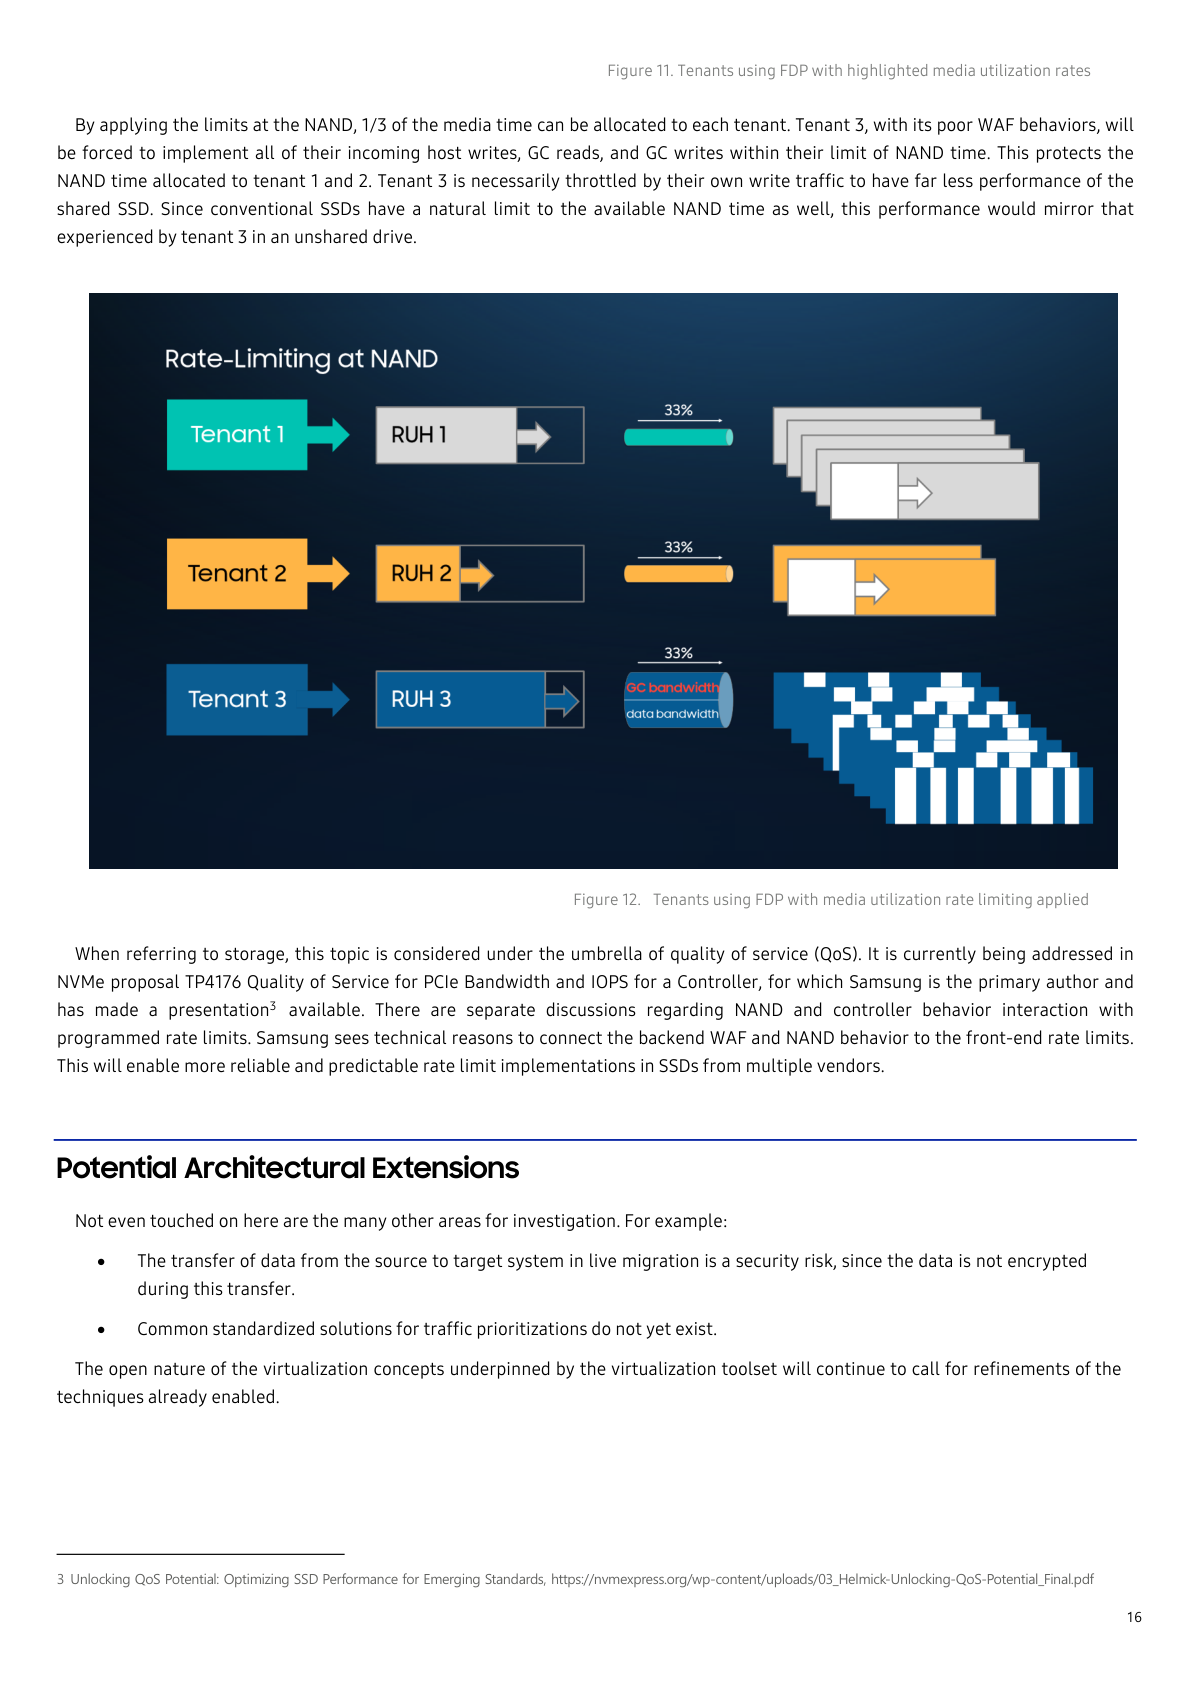 Figure 11. Tenants using FDP with highlighted media utilization rates
By applying the limits at the NAND, 1/3 of the media time can be allocated to each tenant. Tenant 3, with its poor WAF behaviors, will
be forced to implement all of their incoming host writes, GC reads, and GC writes within their limit of NAND time. This protects the
NAND time allocated to tenant 1 and 2. Tenant 3 is necessarily throttled by their own write traffic to have far less performance of the
shared SSD. Since conventional SSDs have a natural limit to the available NAND time as well, this performance would mirror that
experienced by tenant 3 in an unshared drive.
Rate-Limiting at NAND
Tenant 1
RUH 1
33%
Tenant 2
RUH 2
33%
Tenant 3
RUH 3
33%
GC bandwidth
data bandwidth
Figure 12. Tenants using FDP with media utilization rate limiting applied
When referring to storage, this topic is considered under the umbrella of quality of service (QoS). It is currently being addressed in
NVMe proposal TP4176 Quality of Service for PCIe Bandwidth and IOPS for a Controller, for which Samsung is the primary author and
has made a presentation3 available. There are separate discussions regarding NAND and controller behavior interaction with
programmed rate limits. Samsung sees technical reasons to connect the backend WAF and NAND behavior to the front-end rate limits.
This will enable more reliable and predictable rate limit implementations in SSDs from multiple vendors.
Potential Architectural Extensions
Not even touched on here are the many other areas for investigation. For example:
• The transfer of data from the source to target system in live migration is a security risk, since the data is not encrypted
during this transfer.
• Common standardized solutions for traffic prioritizations do not yet exist.
The open nature of the virtualization concepts underpinned by the virtualization toolset will continue to call for refinements of the
techniques already enabled.
3 Unlocking QoS Potential: Optimizing SSD Performance for Emerging Standards, https://nvmexpress.org/wp-content/uploads/03_Helmick-Unlocking-QoS-Potential_Final.pdf
16